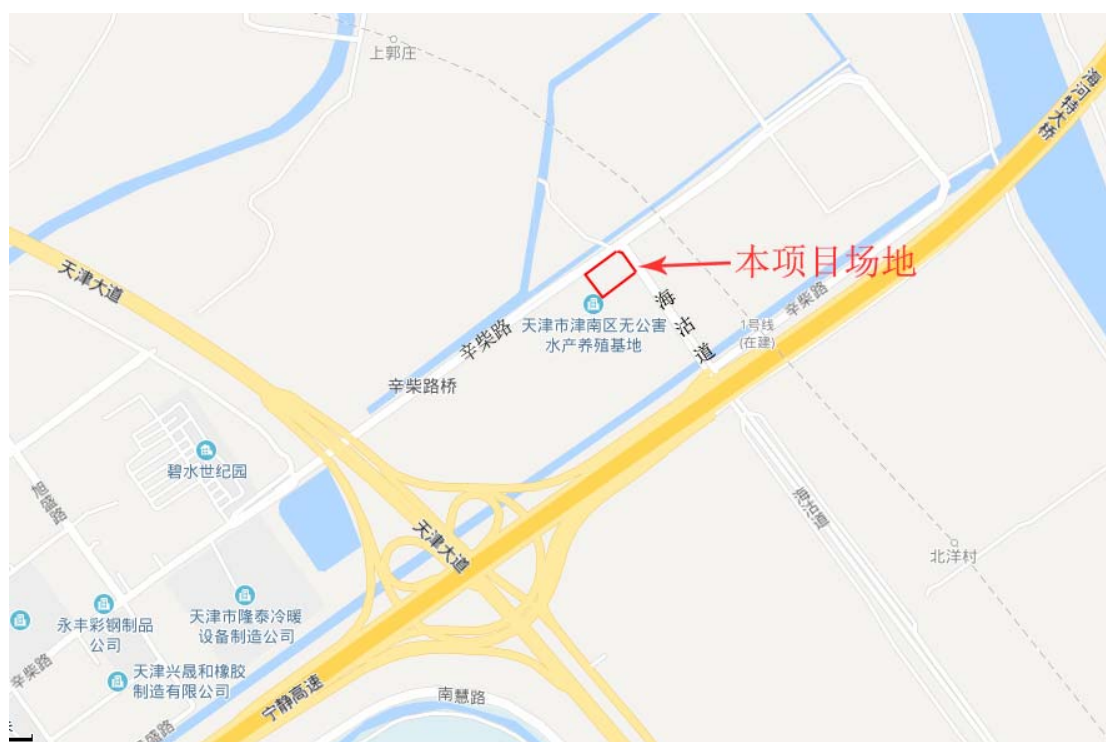 上郭庄
海河特大桥
天津大道
本项目场地
海沽道
辛柴路
1号线
(在建)
天津市津南区无公害
水产养殖基地
辛柴路
辛柴路桥
碧水世纪园
旭盛路
天津大道
北洋村
天津市隆泰冷暖
设备制造公司
永丰彩钢制品
公司
辛柴路
天津兴晟和橡胶
制造有限公司
宁静高速
南慧路
盛路